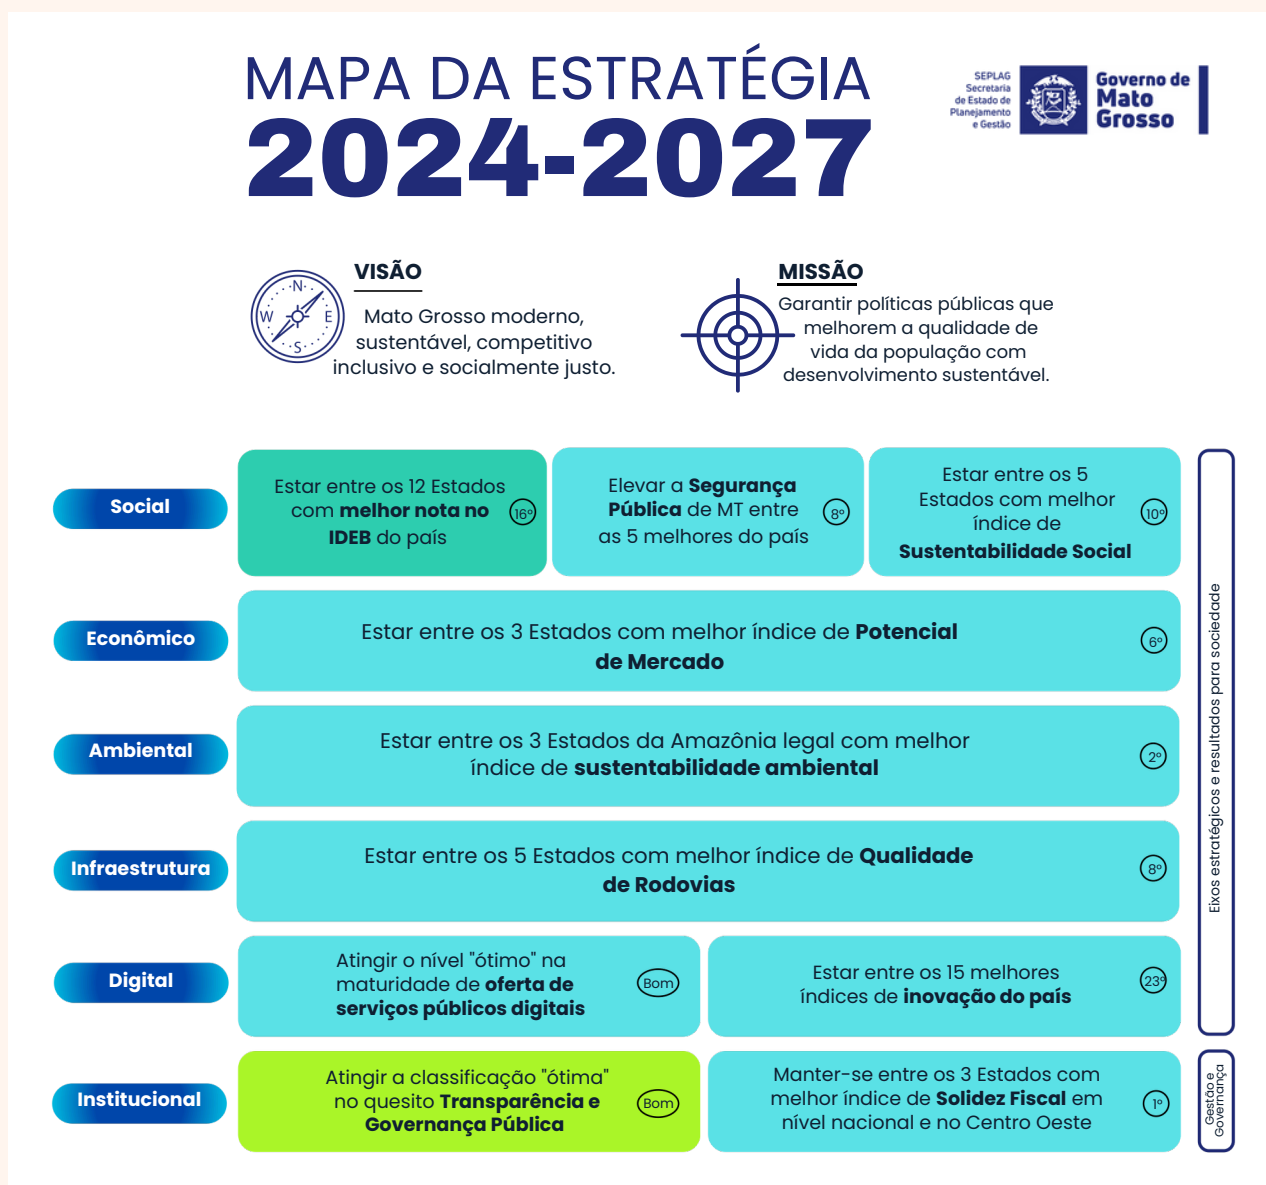 MAPA DA ESTRATÉGIA
2024-2027
SEPLAG
Secretaria
de Estado de
Planejamento
e Gestão
Governo de
Mato
Grosso
VISÃO
Mato Grosso moderno,
sustentável, competitivo
inclusivo e socialmente justo.
N
W
E
S
MISSÃO
Garantir políticas públicas que
melhorem a qualidade de
vida da população com
desenvolvimento sustentável.
Social
Estar entre os 12 Estados
com melhor nota no
IDEB do país
16º
Elevar a Segurança
Pública de MT entre
as 5 melhores do país
8º
Estar entre os 5
Estados com melhor
índice de
Sustentabilidade Social
10º
Econômico
Estar entre os 3 Estados com melhor índice de Potencial
de Mercado
6º
Ambiental
Estar entre os 3 Estados da Amazônia legal com melhor
índice de sustentabilidade ambiental
2º
Infraestrutura
Estar entre os 5 Estados com melhor índice de Qualidade
de Rodovias
8º
Digital
Atingir o nível "ótimo" na
maturidade de oferta de
serviços públicos digitais
Bom
Estar entre os 15 melhores
índices de inovação do país
23º
Eixos estratégicos e resultados para sociedade
Institucional
Atingir a classificação "ótima"
no quesito Transparência e
Governança Pública
Bom
Manter-se entre os 3 Estados com
melhor índice de Solidez Fiscal em
nível nacional e no Centro Oeste
1º
Gestão e
Governança